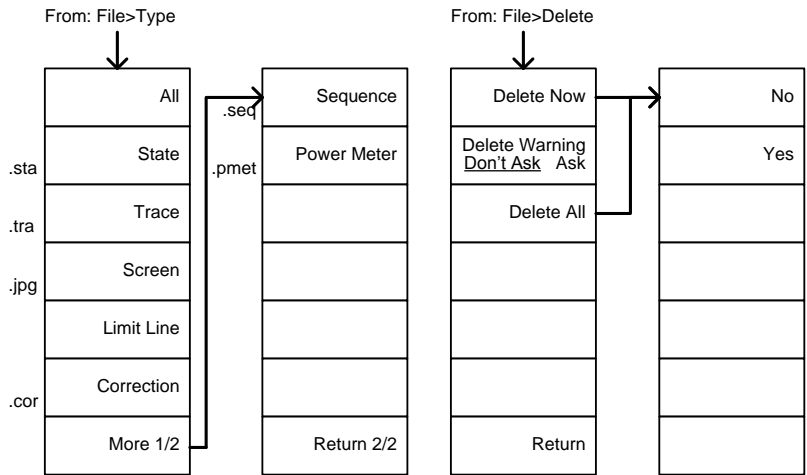 From: File>Type
All
State
.sta
Trace
.tra
Screen
.jpg
Limit Line
Correction
.cor
More 1/2
Sequence
.seq
Power Meter
.pmet
Return 2/2
From: File>Delete
Delete Now
Delete Warning
Don't Ask Ask
Delete All
Return
No
Yes